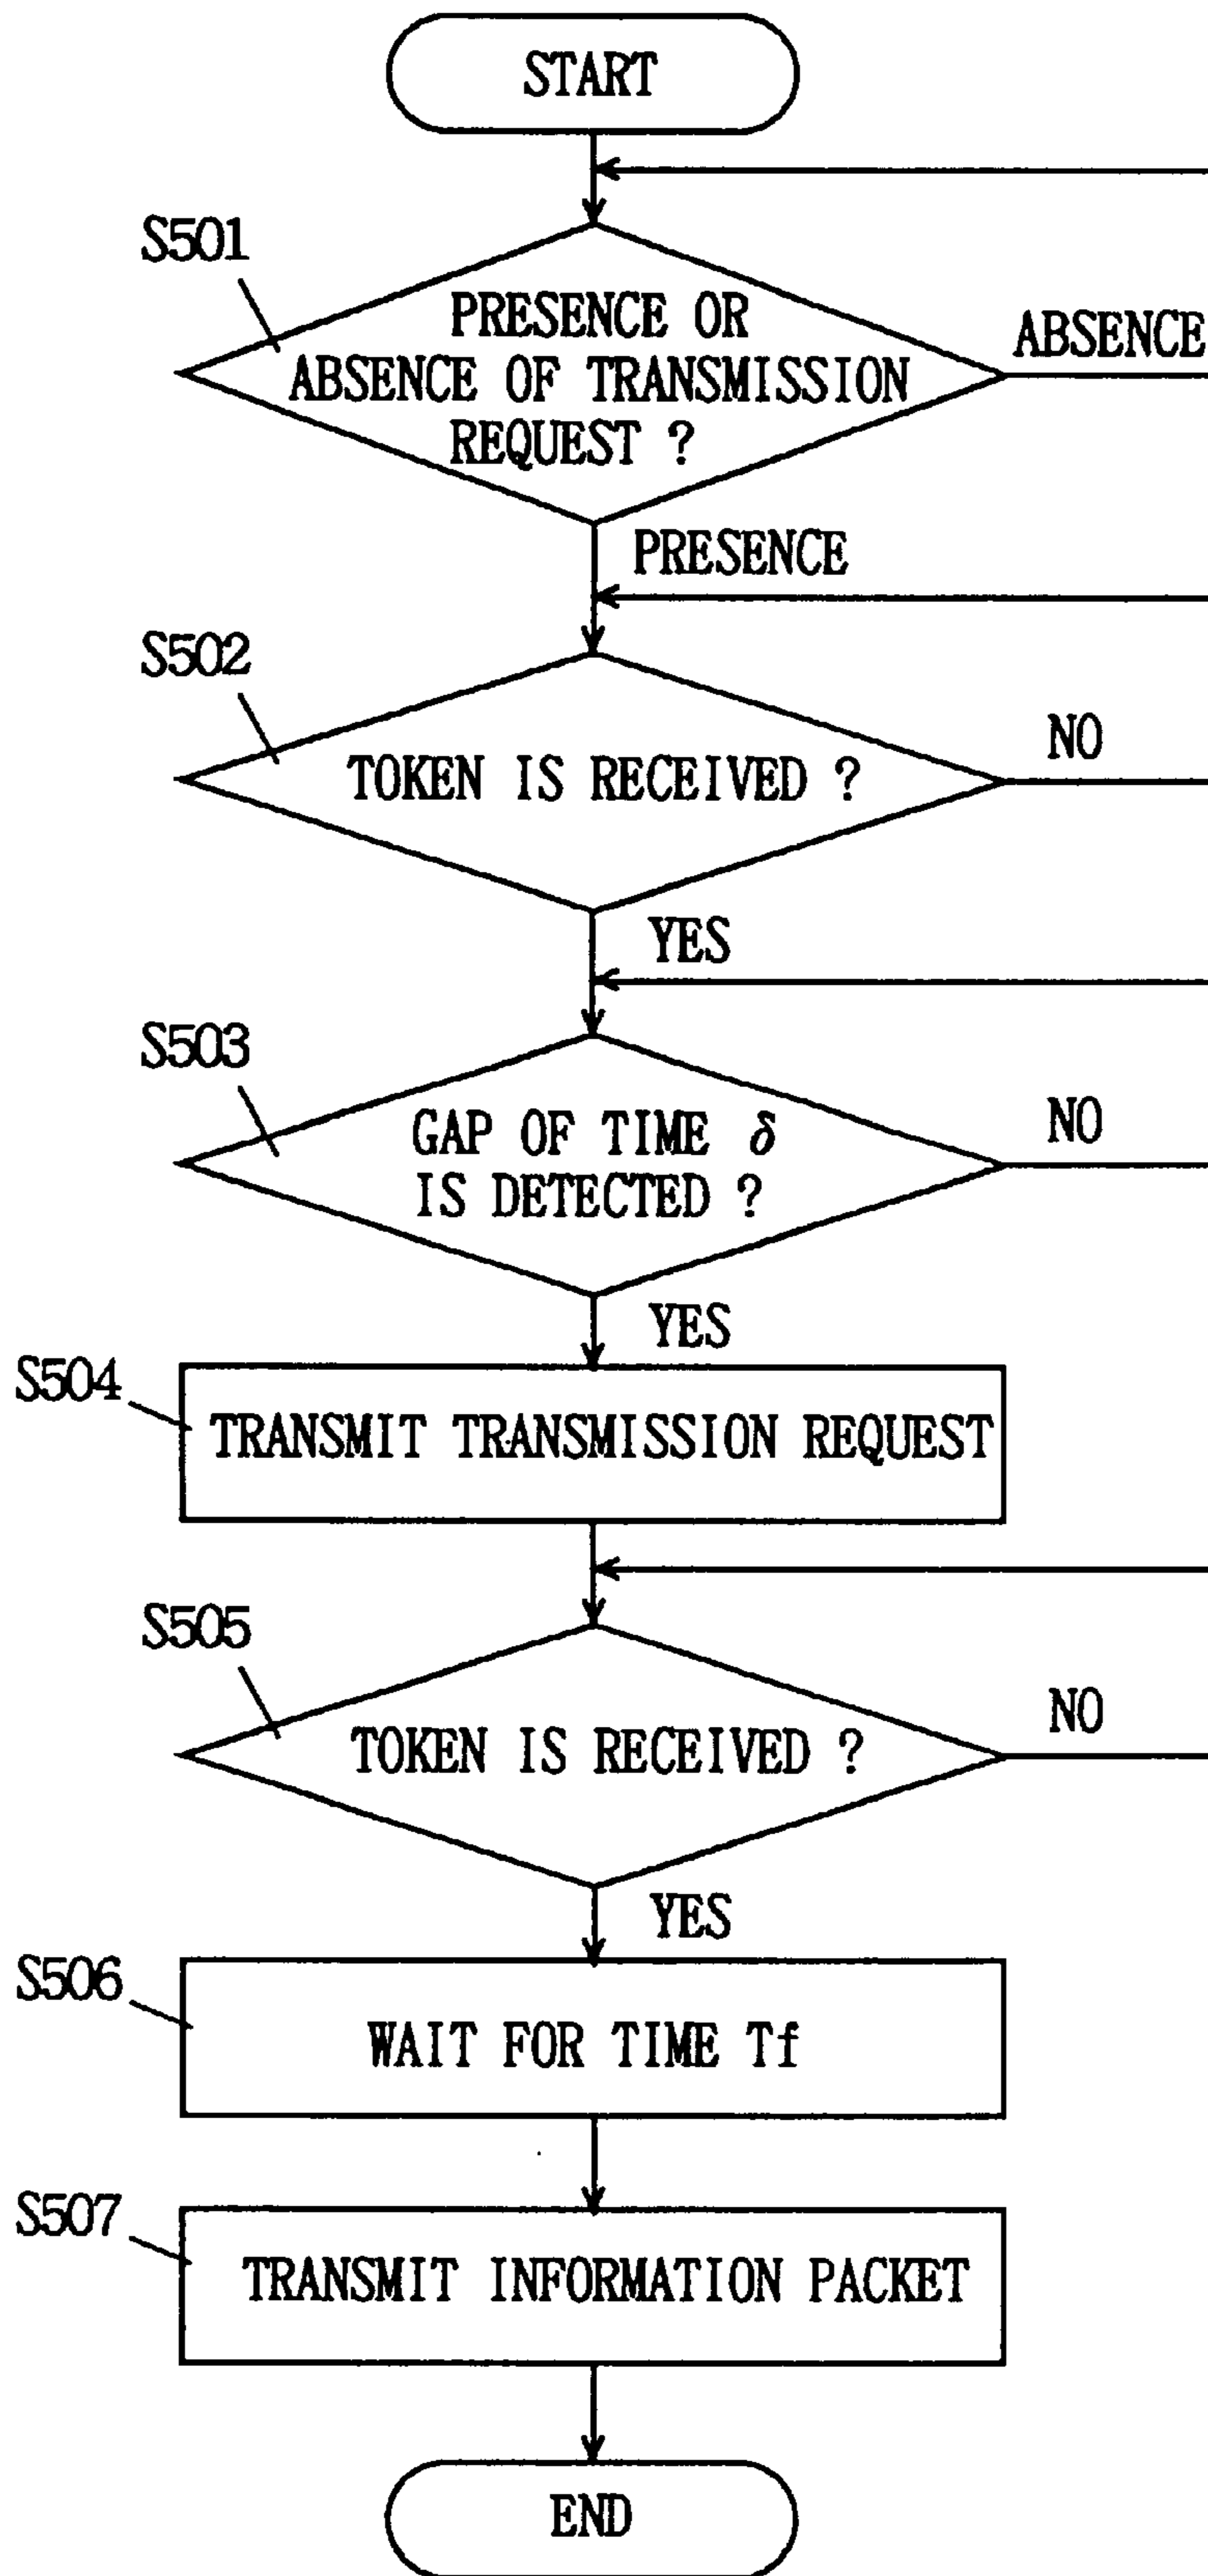 START
S501
PRESENCE OR
ABSENCE OF TRANSMISSION
REQUEST ?
ABSENCE
PRESENCE
S502
TOKEN IS RECEIVED ?
NO
YES
S503
GAP OF TIME δ
IS DETECTED ?
NO
YES
S504
TRANSMIT TRANSMISSION REQUEST
S505
TOKEN IS RECEIVED ?
NO
YES
S506
WAIT FOR TIME Tf
S507
TRANSMIT INFORMATION PACKET
END